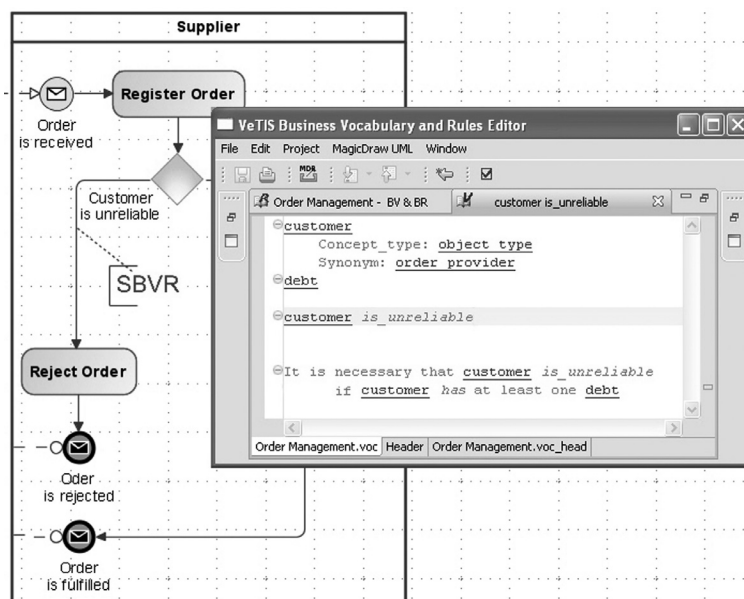 Supplier
Order
is received
Register Order
Customer
is unreliable
SBVR
Reject Order
Oder
is rejected
Order
is fulfilled
VeTIS Business Vocabulary and Rules Editor
File Edit Project MagicDraw UML Window
MDR
Order Management - BV & BR
customer is_unreliable
customer
Concept_type: object type
Synonym: order provider
debt
customer is_unreliable
It is necessary that customer is_unreliable
if customer has at least one debt
Order Management.voc Header Order Management.voc_head